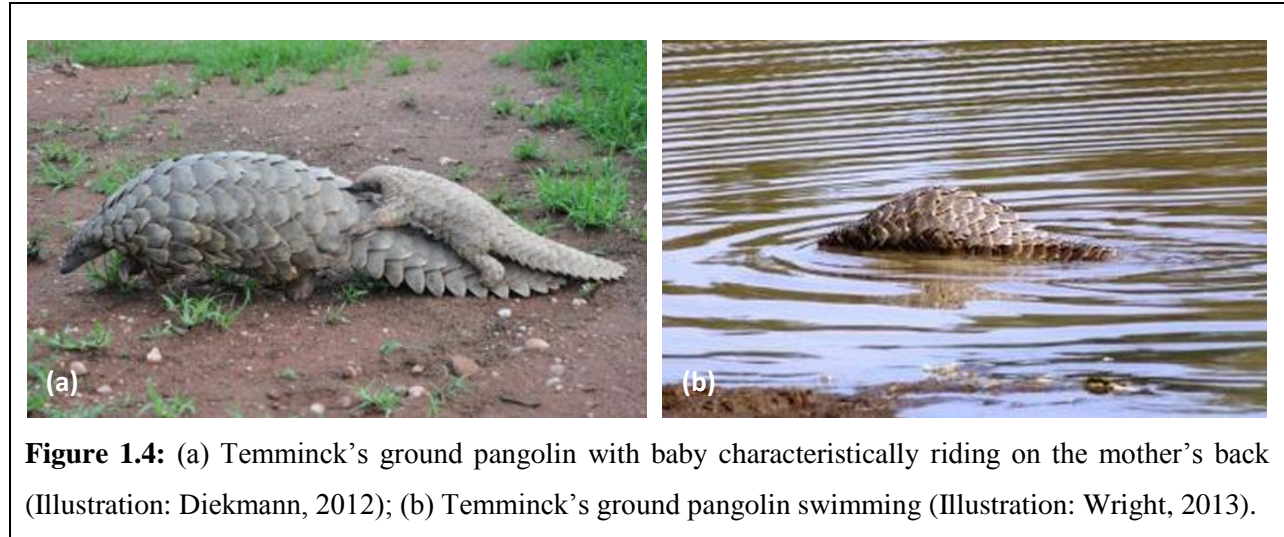 (a)
(b)
Figure 1.4: (a) Temminck’s ground pangolin with baby characteristically riding on the mother’s back
(Illustration: Diekmann, 2012); (b) Temminck’s ground pangolin swimming (Illustration: Wright, 2013).